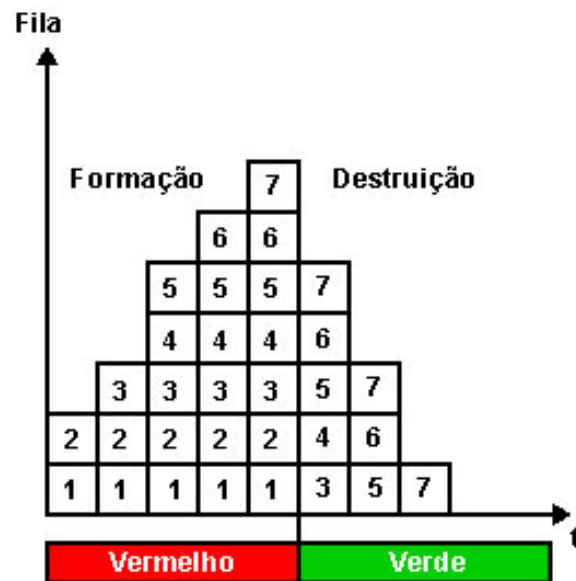 Fila
Formação 7 Destruição
6 6
5 5 5 7
4 4 4 6
3 3 3 3 5 7
2 2 2 2 2 4 6
1 1 1 1 1 3 5 7
t
Vermelho Verde